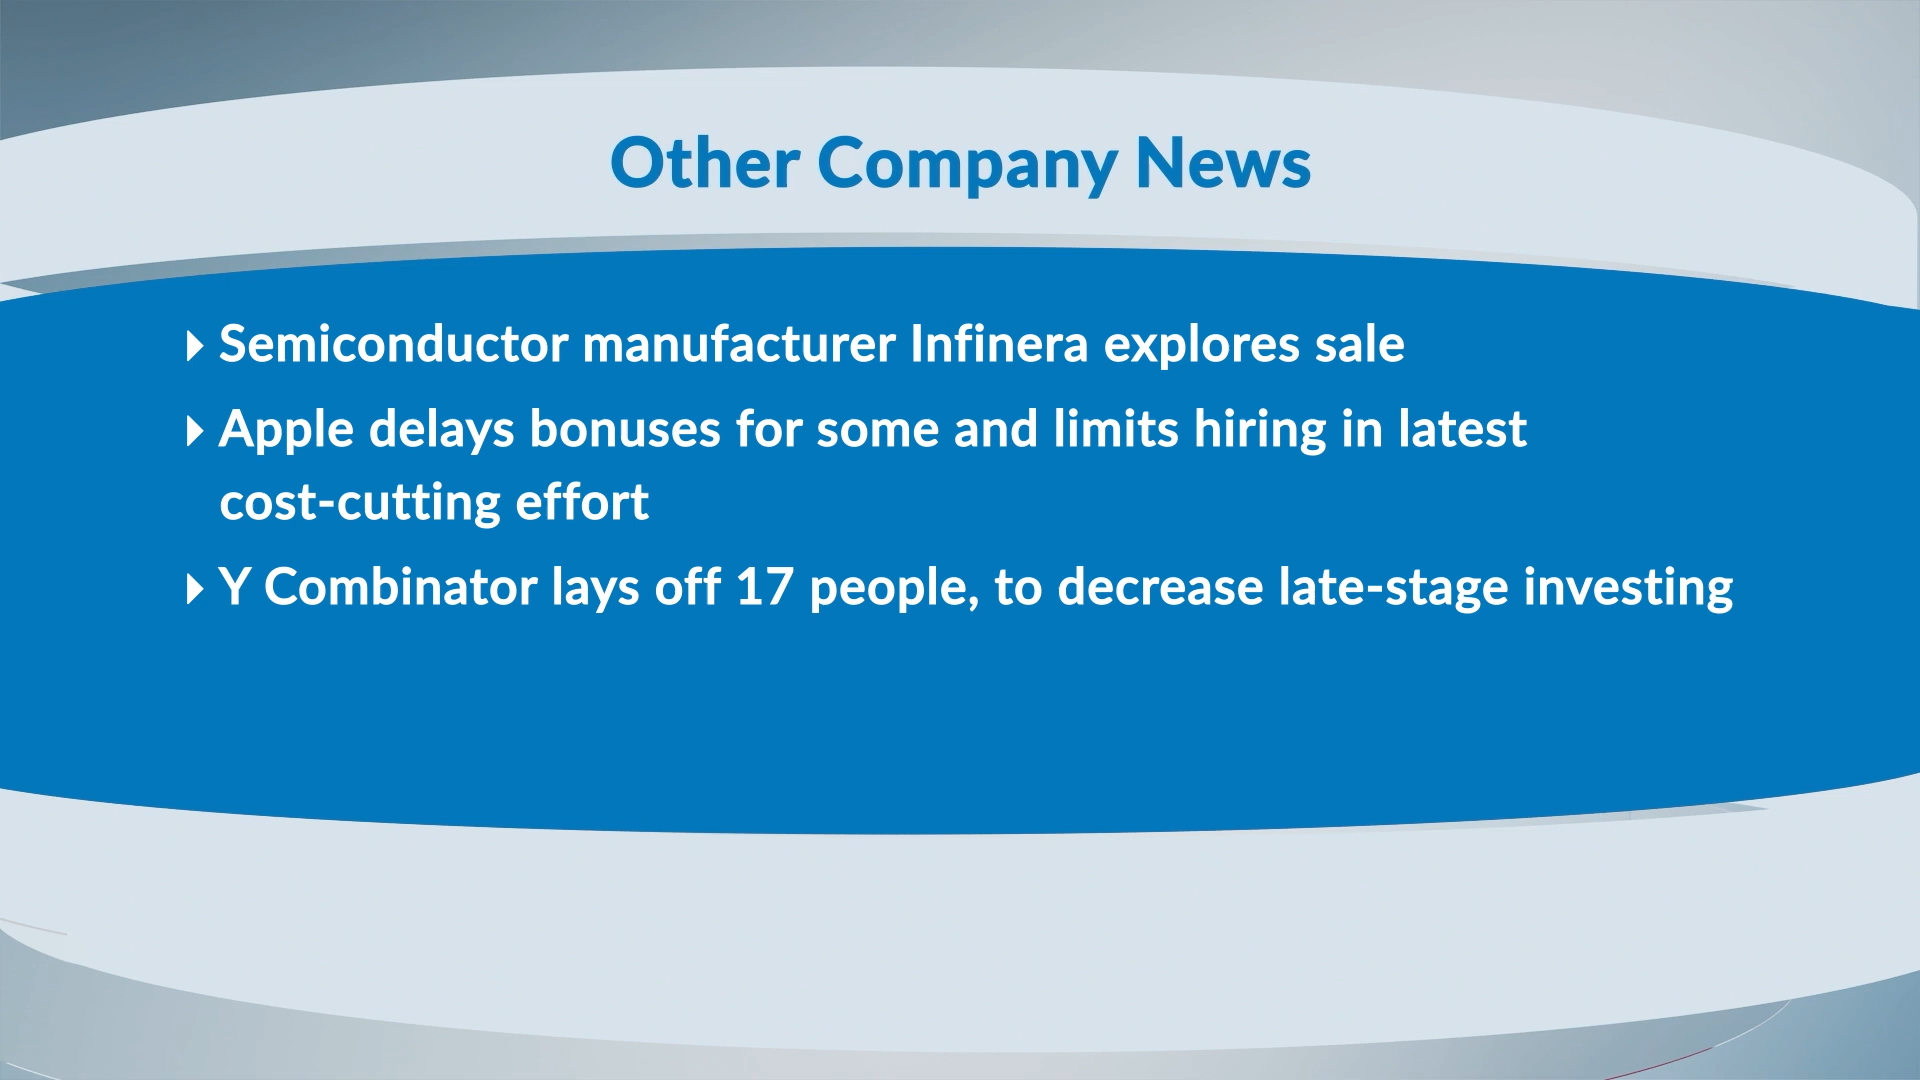 Other Company News
Semiconductor manufacturer Infinera explores sale
Apple delays bonuses for some and limits hiring in latest
cost-cutting effort
Y Combinator lays off 17 people, to decrease late-stage investing